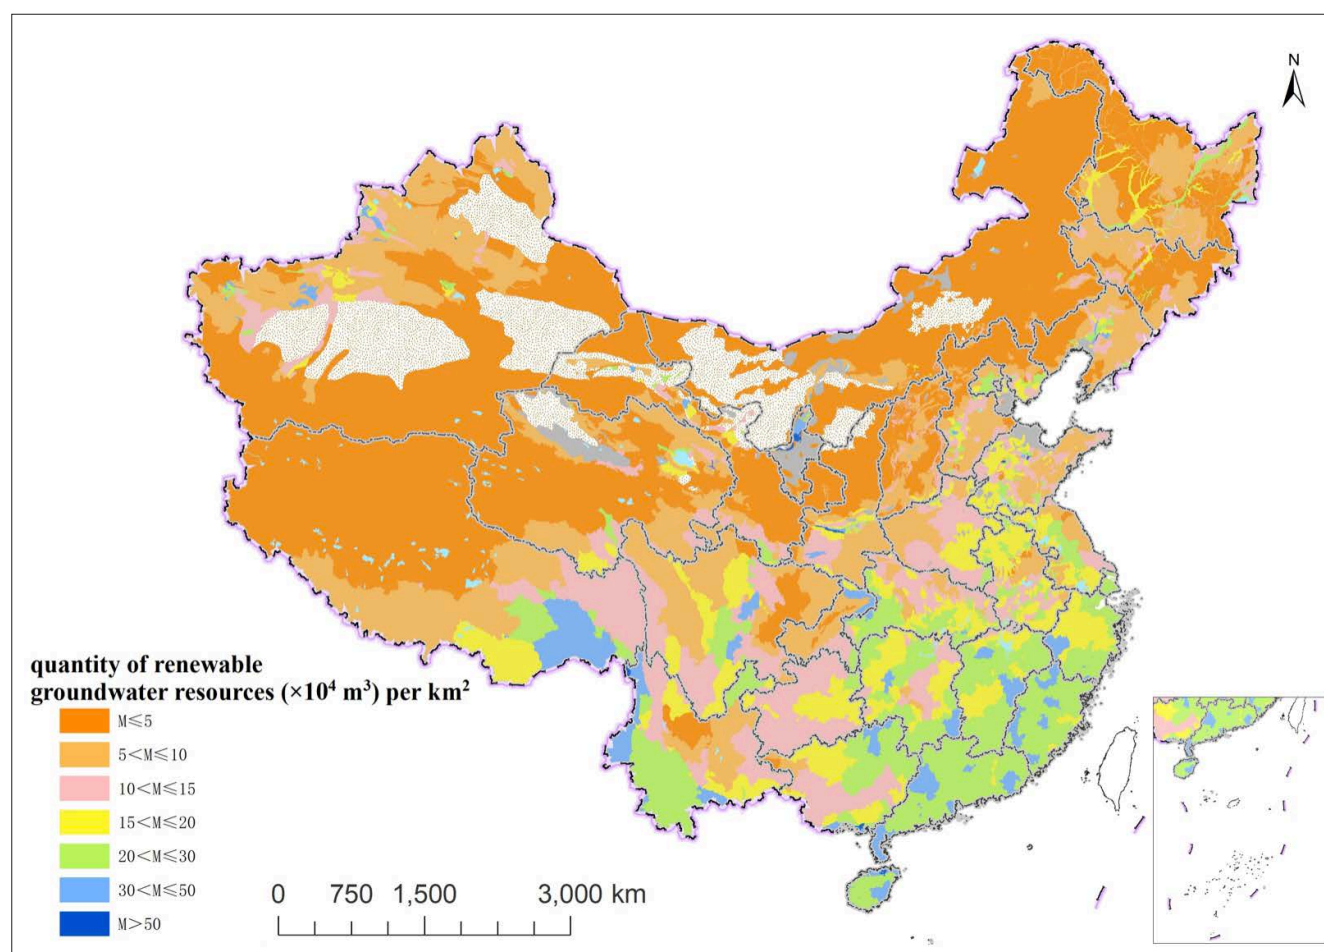 N
quantity of renewable
groundwater resources (×10⁴ m³) per km²
M≤5
5<M≤10
10<M≤15
15<M≤20
20<M≤30
30<M≤50
M>50
0 750 1,500 3,000 km